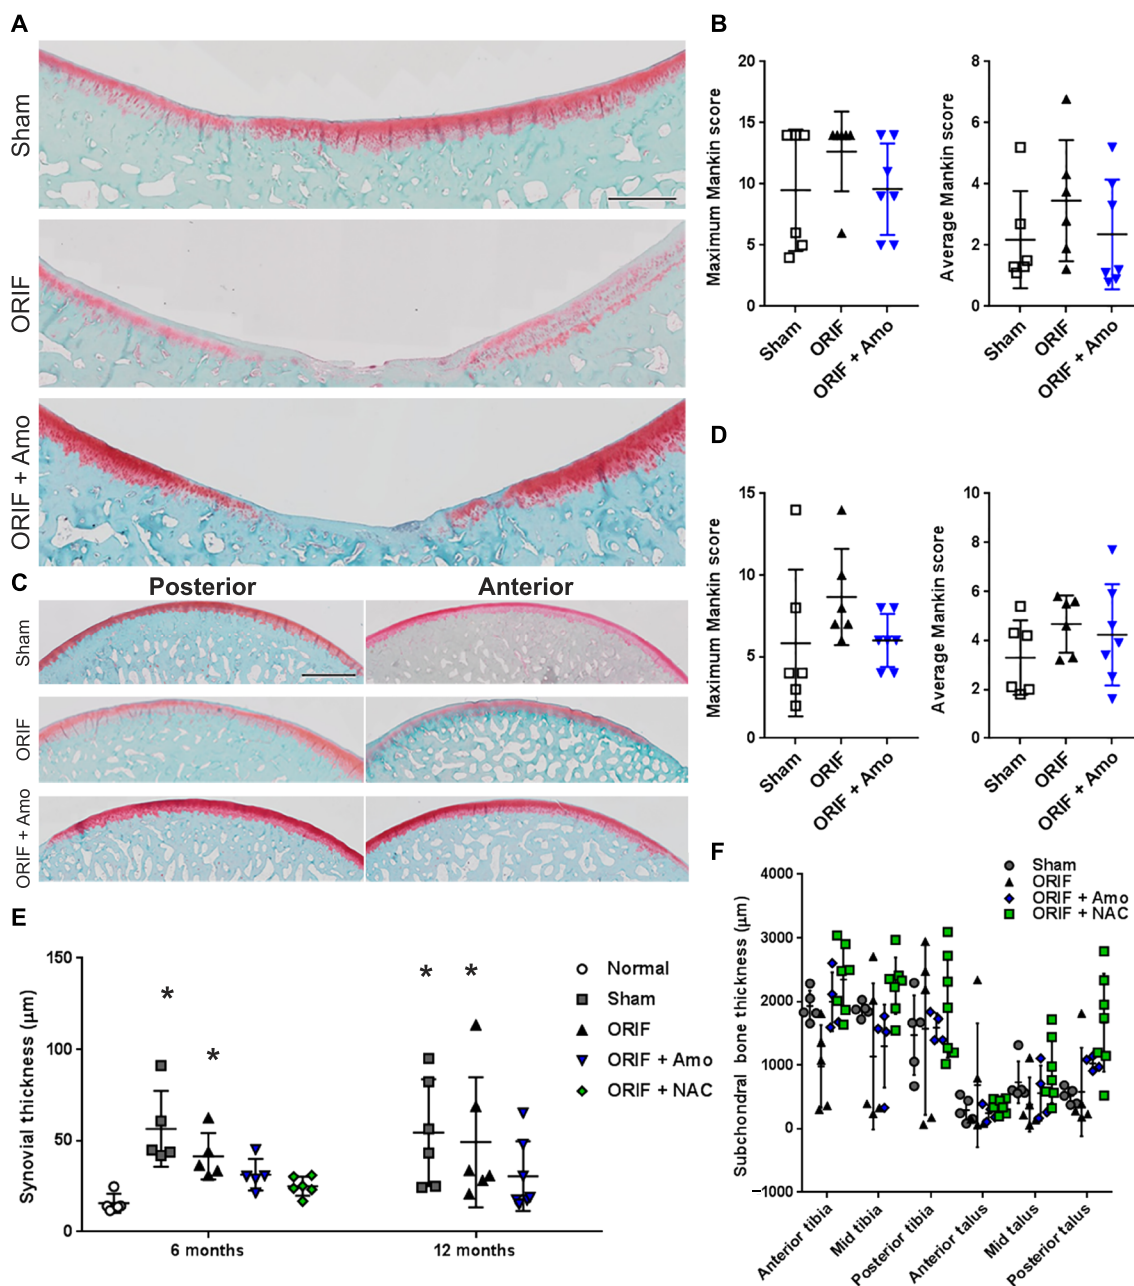 A
Sham
ORIF
ORIF + Amo
B
Maximum Mankin score
20
15
10
5
0
Sham
ORIF
ORIF + Amo
Average Mankin score
8
6
4
2
0
Sham
ORIF
ORIF + Amo
C
Posterior
Anterior
Sham
ORIF
ORIF + Amo
D
Maximum Mankin score
15
10
5
0
Sham
ORIF
ORIF + Amo
Average Mankin score
10
8
6
4
2
0
Sham
ORIF
ORIF + Amo
E
Synovial thickness (µm)
150
100
50
0
*
*
*
*
6 months
12 months
Normal
Sham
ORIF
ORIF + Amo
ORIF + NAC
F
Subchondral bone thickness (µm)
4000
3000
2000
1000
0
−1000
Sham
ORIF
ORIF + Amo
ORIF + NAC
Anterior tibia
Mid tibia
Posterior tibia
Anterior talus
Mid talus
Posterior talus